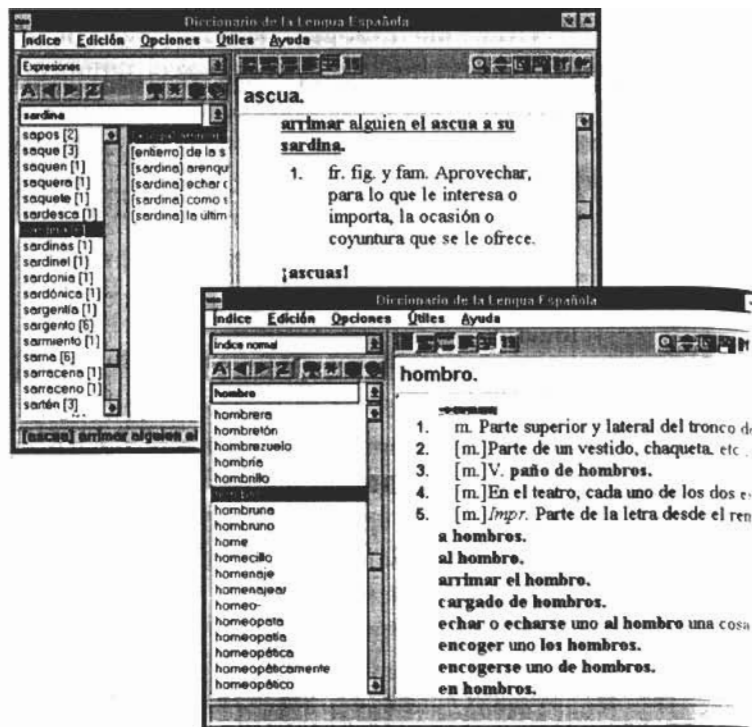 Diccionario de la Lengua Española
Índice Edición Opciones Útiles Ayuda
Expresiones
A Z
sardina
sapos [2]
saque [3]
saquen [1]
saquera [1]
saquete [1]
sardesca [1]
sardinas [1]
sardinel [1]
sardonia [1]
sardónica [1]
sargentía [1]
sargento [6]
sarmiento [1]
sarna [6]
sarracena [1]
sarraceno [1]
sartén [3]
[entierro] de la s
[sardina] arenqu
[sardina] echar
[sardina] como s
[sardina] la últim
ascua.
arrimar alguien el ascua a su
sardina.
1. fr. fig. y fam. Aprovechar,
para lo que le interesa o
importa, la ocasión o
coyuntura que se le ofrece.
¡ascuas!
[ascua] arrimar alguien el
Diccionario de la Lengua Española
Índice Edición Opciones Útiles Ayuda
Índice normal
A Z
hombro
hombrera
hombretón
hombrezuelo
hombría
hombrillo
hombruna
hombruno
home
homecillo
homenaje
homenajear
homeo-
homeopata
homeopatía
homeopática
homeopáticamente
homeopático
hombro.
1. m. Parte superior y lateral del tronco de
2. [m.]Parte de un vestido, chaqueta, etc.
3. [m.]V. paño de hombros.
4. [m.]En el teatro, cada uno de los dos
5. [m.]Impr. Parte de la letra desde el ren
a hombros.
al hombro.
arrimar el hombro.
cargado de hombros.
echar o echarse uno al hombro una cosa
encoger uno los hombros.
encogerse uno de hombros.
en hombros.